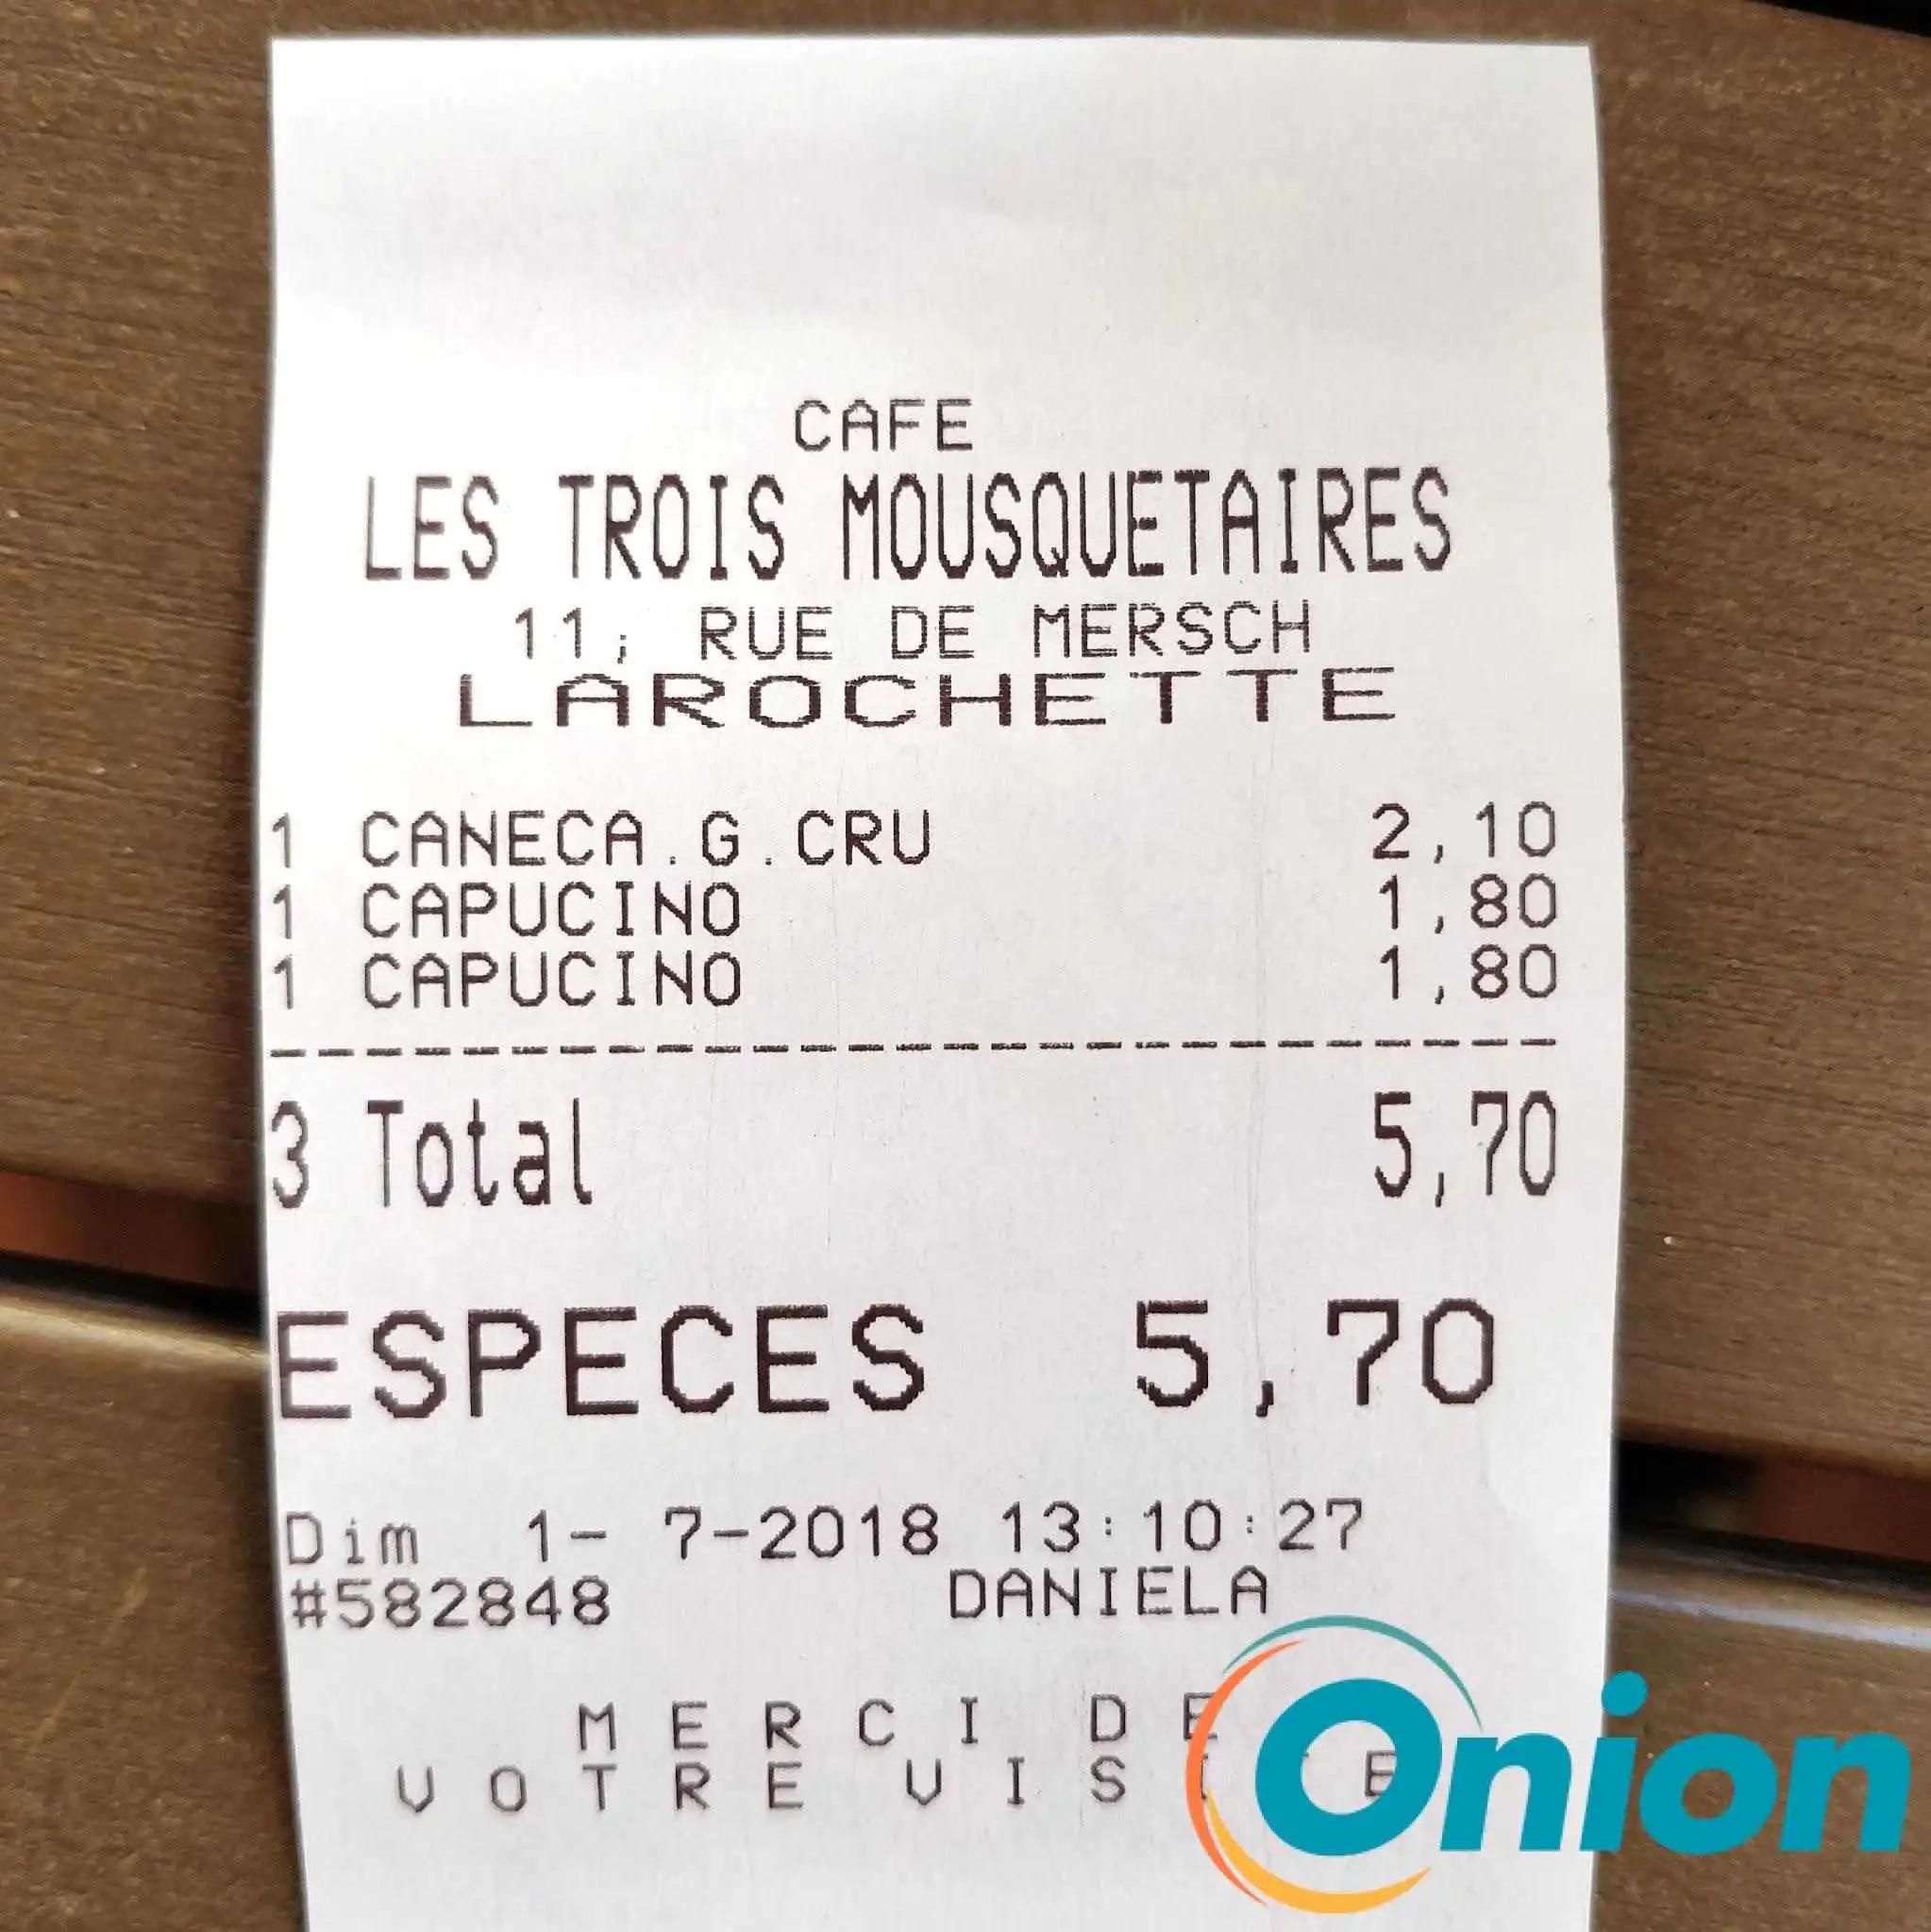 CAFE
LES TROIS MOUSQUETAIRES
11, RUE DE MERSCH
LAROCHETTE
1 CANECA.G.CRU 2,10
1 CAPUCINO 1,80
1 CAPUCINO 1,80
3 Total 5,70
ESPECES 5,70
Dim 1- 7-2018 13:10:27
#582848 DANIELA
MERCI DE
VOTRE VISITE
Onion